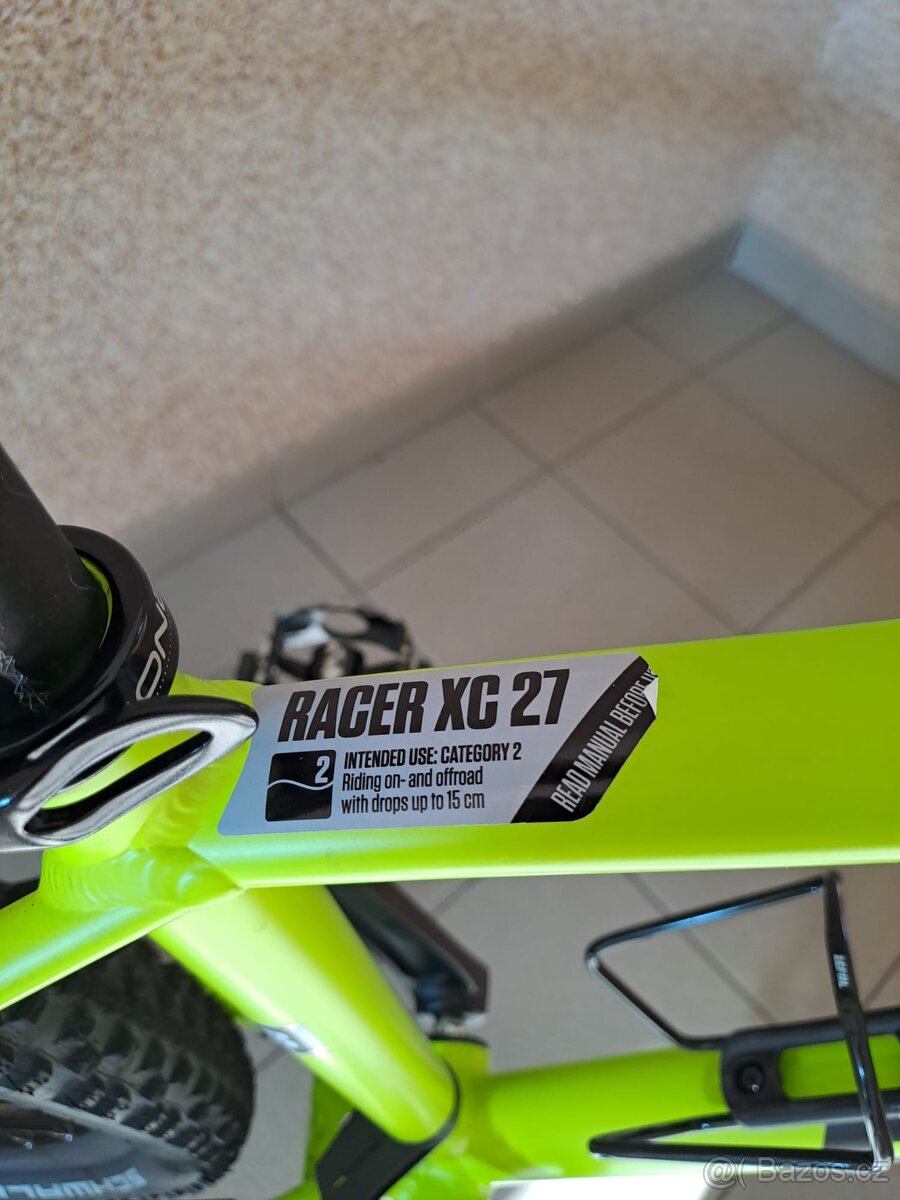 RACER XC 27
2
INTENDED USE: CATEGORY 2
Riding on- and offroad
with drops up to 15 cm
READ MANUAL BEFORE
SCHWAL
@( Bazos.cz